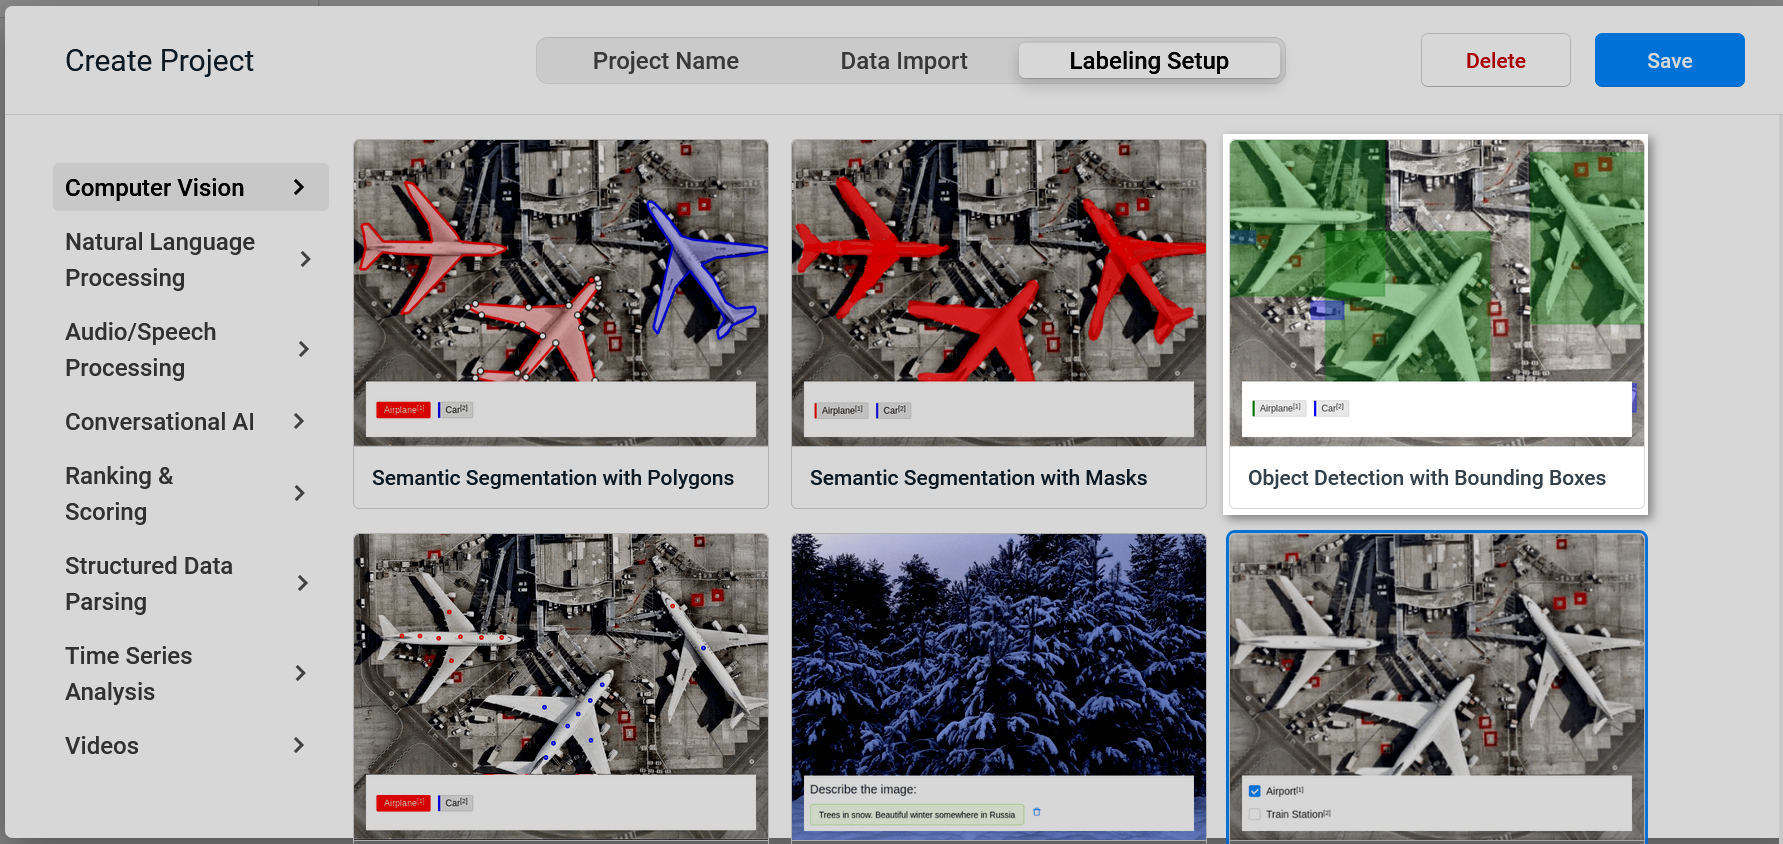 Create Project
Project Name
Data Import
Labeling Setup
Delete
Save
Computer Vision
Natural Language
Processing
Audio/Speech
Processing
Conversational AI
Ranking &
Scoring
Structured Data
Parsing
Time Series
Analysis
Videos
Airplane[1] Car[2]
Semantic Segmentation with Polygons
Airplane[1] Car[2]
Semantic Segmentation with Masks
Airplane[1] Car[2]
Object Detection with Bounding Boxes
Airplane[1] Car[2]
Describe the image:
Trees in snow. Beautiful winter somewhere in Russia
Airport[1]
Train Station[2]